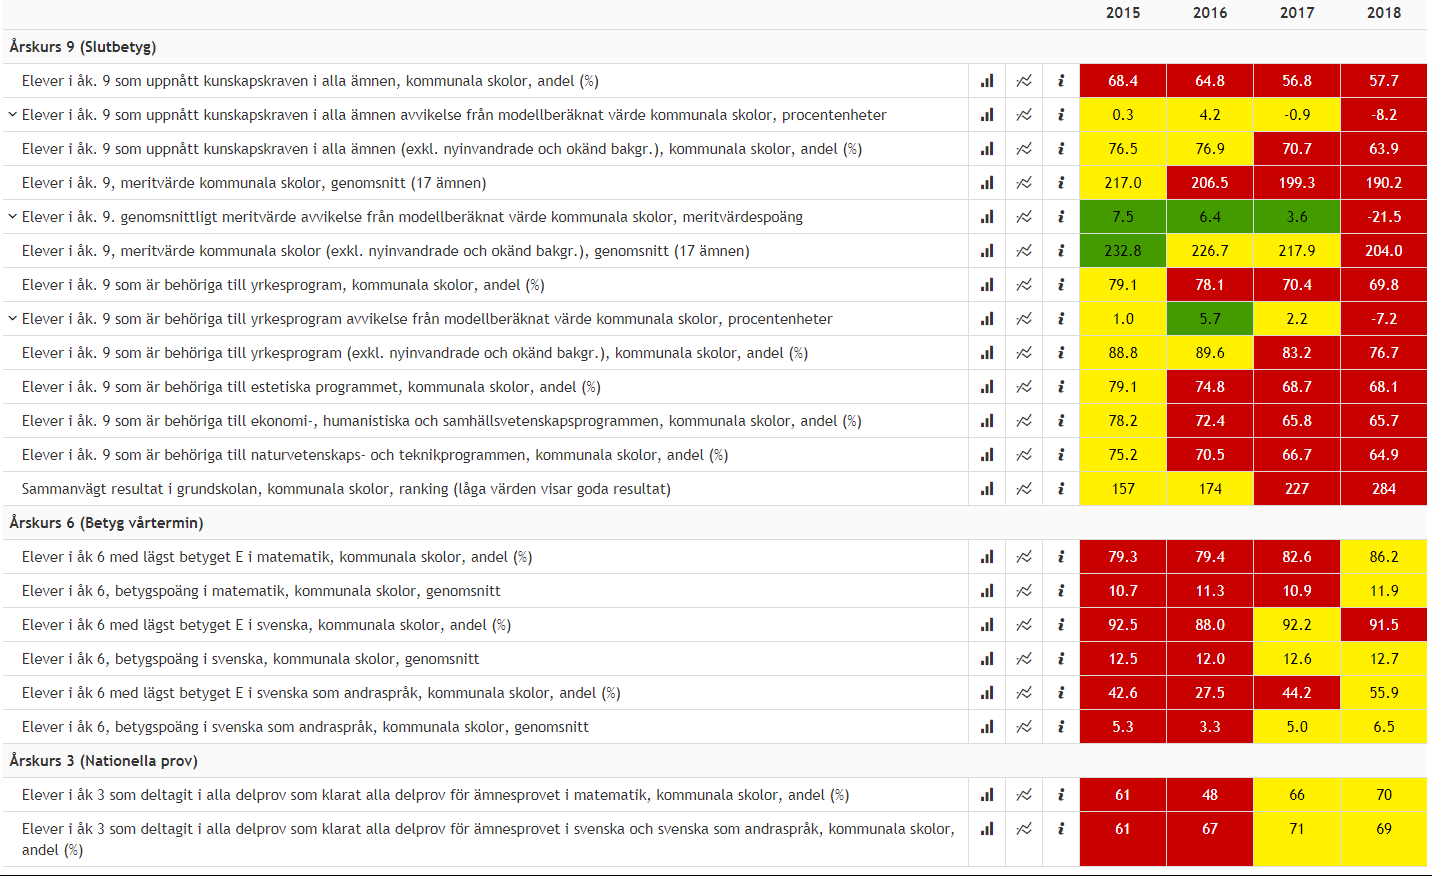 2015 2016 2017 2018
Årskurs 9 (Slutbetyg)
Elever i åk. 9 som uppnått kunskapskraven i alla ämnen, kommunala skolor, andel (%) 68.4 64.8 56.8 57.7
Elever i åk. 9 som uppnått kunskapskraven i alla ämnen avvikelse från modellberäknat värde kommunala skolor, procentenheter 0.3 4.2 -0.9 -8.2
Elever i åk. 9 som uppnått kunskapskraven i alla ämnen (exkl. nyinvandrade och okänd bakgr.), kommunala skolor, andel (%) 76.5 76.9 70.7 63.9
Elever i åk. 9, meritvärde kommunala skolor, genomsnitt (17 ämnen) 217.0 206.5 199.3 190.2
Elever i åk. 9. genomsnittligt meritvärde avvikelse från modellberäknat värde kommunala skolor, meritvärdespoäng 7.5 6.4 3.6 -21.5
Elever i åk. 9, meritvärde kommunala skolor (exkl. nyinvandrade och okänd bakgr.), genomsnitt (17 ämnen) 232.8 226.7 217.9 204.0
Elever i åk. 9 som är behöriga till yrkesprogram, kommunala skolor, andel (%) 79.1 78.1 70.4 69.8
Elever i åk. 9 som är behöriga till yrkesprogram avvikelse från modellberäknat värde kommunala skolor, procentenheter 1.0 5.7 2.2 -7.2
Elever i åk. 9 som är behöriga till yrkesprogram (exkl. nyinvandrade och okänd bakgr.), kommunala skolor, andel (%) 88.8 89.6 83.2 76.7
Elever i åk. 9 som är behöriga till estetiska programmet, kommunala skolor, andel (%) 79.1 74.8 68.7 68.1
Elever i åk. 9 som är behöriga till ekonomi-, humanistiska och samhällsvetenskapsprogrammen, kommunala skolor, andel (%) 78.2 72.4 65.8 65.7
Elever i åk. 9 som är behöriga till naturvetenskaps- och teknikprogrammen, kommunala skolor, andel (%) 75.2 70.5 66.7 64.9
Sammanvägt resultat i grundskolan, kommunala skolor, ranking (låga värden visar goda resultat) 157 174 227 284
Årskurs 6 (Betyg vårtermin)
Elever i åk 6 med lägst betyget E i matematik, kommunala skolor, andel (%) 79.3 79.4 82.6 86.2
Elever i åk 6, betygspoäng i matematik, kommunala skolor, genomsnitt 10.7 11.3 10.9 11.9
Elever i åk 6 med lägst betyget E i svenska, kommunala skolor, andel (%) 92.5 88.0 92.2 91.5
Elever i åk 6, betygspoäng i svenska, kommunala skolor, genomsnitt 12.5 12.0 12.6 12.7
Elever i åk 6 med lägst betyget E i svenska som andraspråk, kommunala skolor, andel (%) 42.6 27.5 44.2 55.9
Elever i åk 6, betygspoäng i svenska som andraspråk, kommunala skolor, genomsnitt 5.3 3.3 5.0 6.5
Årskurs 3 (Nationella prov)
Elever i åk 3 som deltagit i alla delprov som klarat alla delprov för ämnesprovet i matematik, kommunala skolor, andel (%) 61 48 66 70
Elever i åk 3 som deltagit i alla delprov som klarat alla delprov för ämnesprovet i svenska och svenska som andraspråk, kommunala skolor, 61 67 71 69
andel (%)